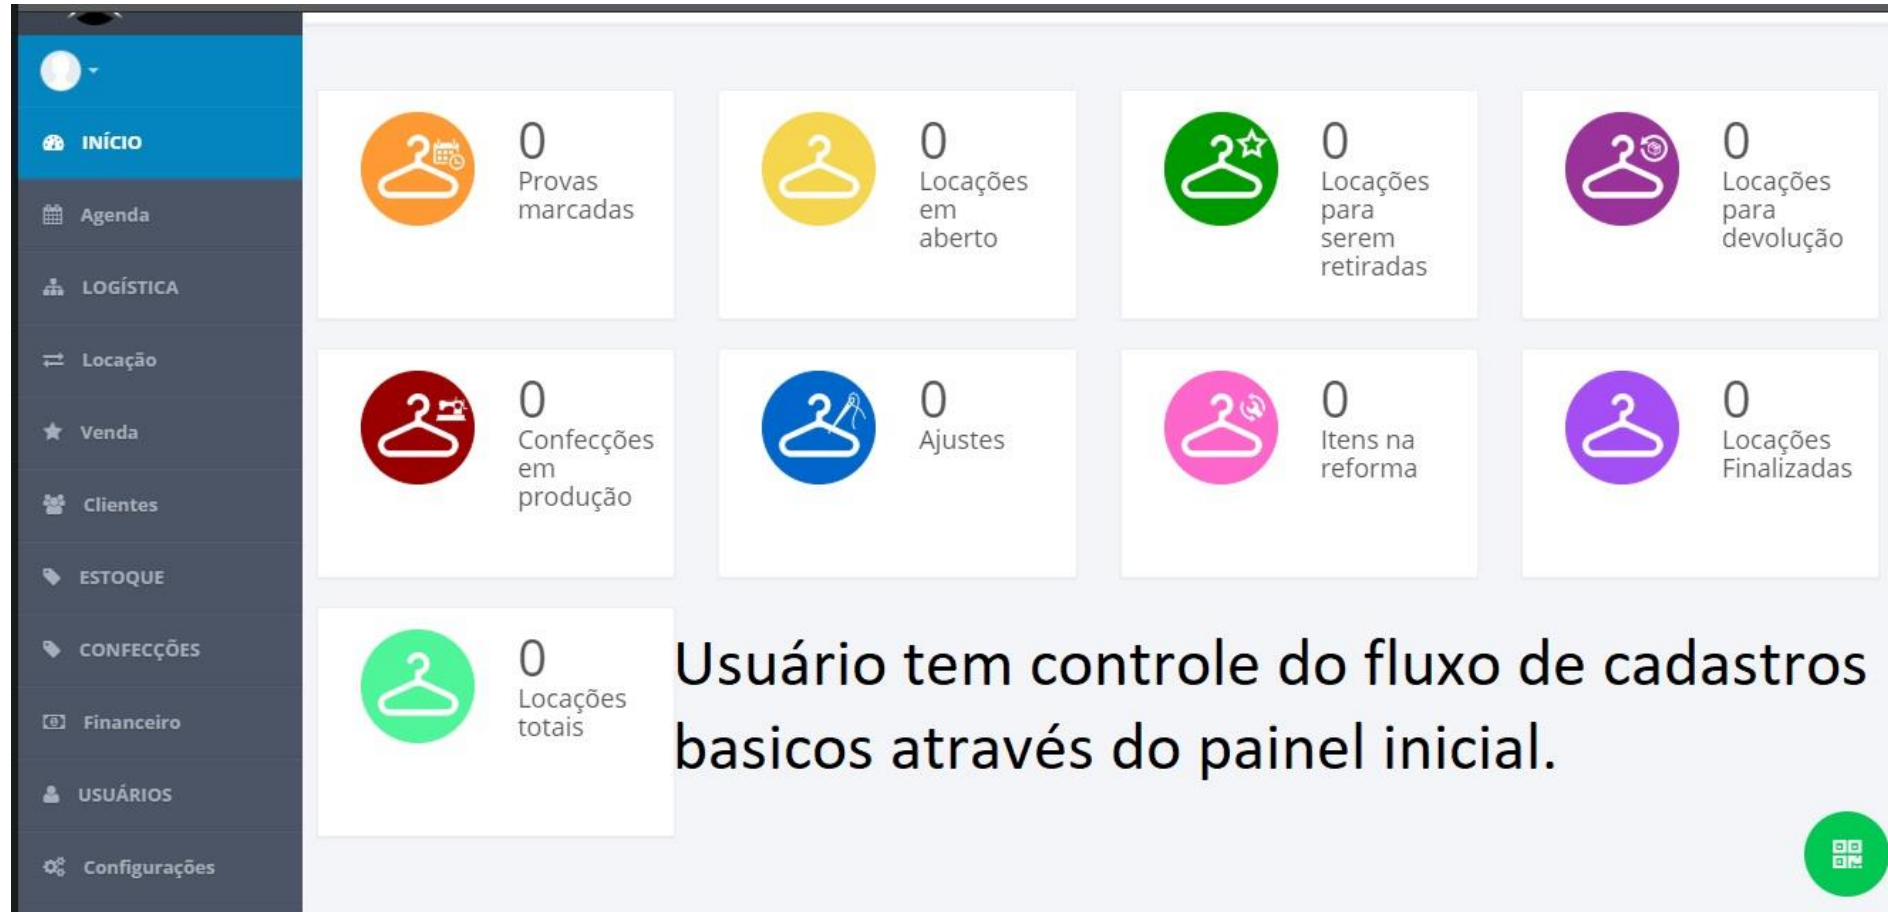 INÍCIO
Agenda
LOGÍSTICA
Locação
Venda
Clientes
ESTOQUE
CONFECÇÕES
Financeiro
USUÁRIOS
Configurações
0
Provas
marcadas
0
Locações
em
aberto
0
Locações
para
serem
retiradas
0
Locações
para
devolução
0
Confecções
em
produção
0
Ajustes
0
Itens na
reforma
0
Locações
Finalizadas
0
Locações
totais
Usuário tem controle do fluxo de cadastros
basicos através do painel inicial.